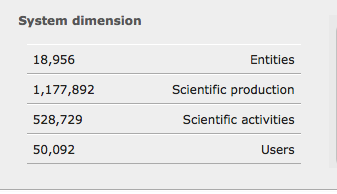 System dimension
18,956 Entities
1,177,892 Scientific production
528,729 Scientific activities
50,092 Users